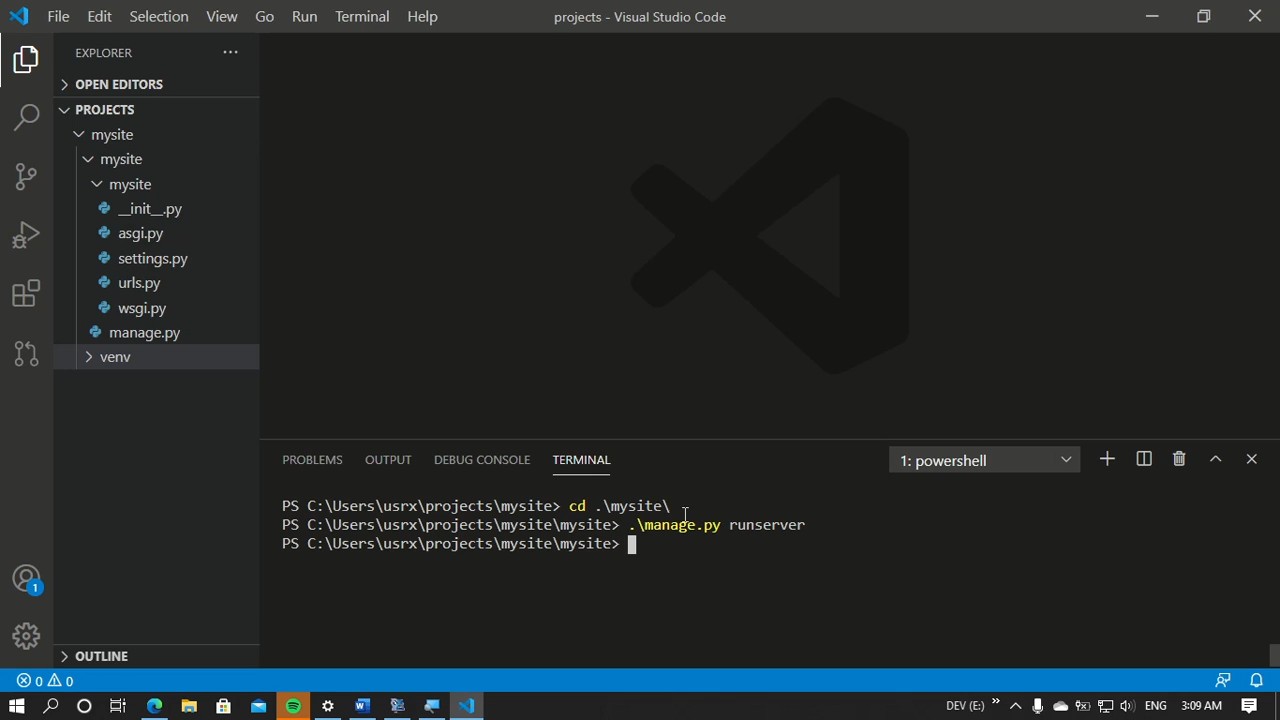 File Edit Selection View Go Run Terminal Help
projects - Visual Studio Code
EXPLORER
OPEN EDITORS
PROJECTS
mysite
mysite
mysite
__init__.py
asgi.py
settings.py
urls.py
wsgi.py
manage.py
venv
OUTLINE
PROBLEMS OUTPUT DEBUG CONSOLE TERMINAL
1: powershell
PS C:\Users\usrx\projects\mysite> cd .\mysite\
PS C:\Users\usrx\projects\mysite\mysite> .\manage.py runserver
PS C:\Users\usrx\projects\mysite\mysite>
1
0 0
DEV (E:) » ENG 3:09 AM